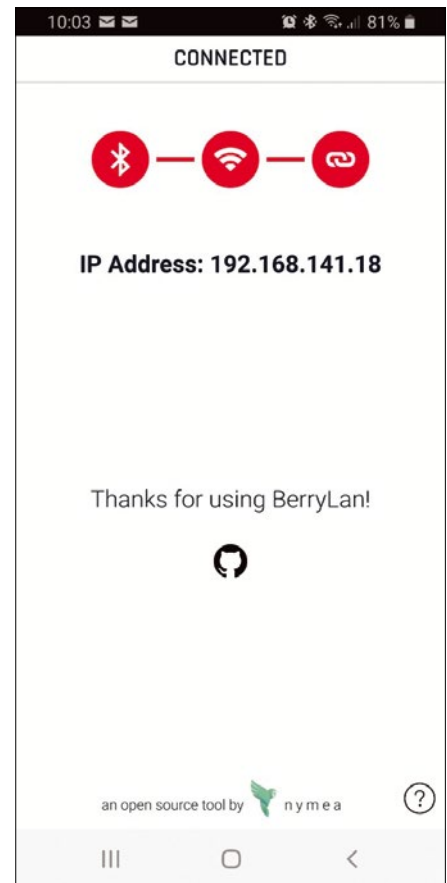 10:03 81%
CONNECTED
IP Address: 192.168.141.18
Thanks for using BerryLan!
an open source tool by nymea
?